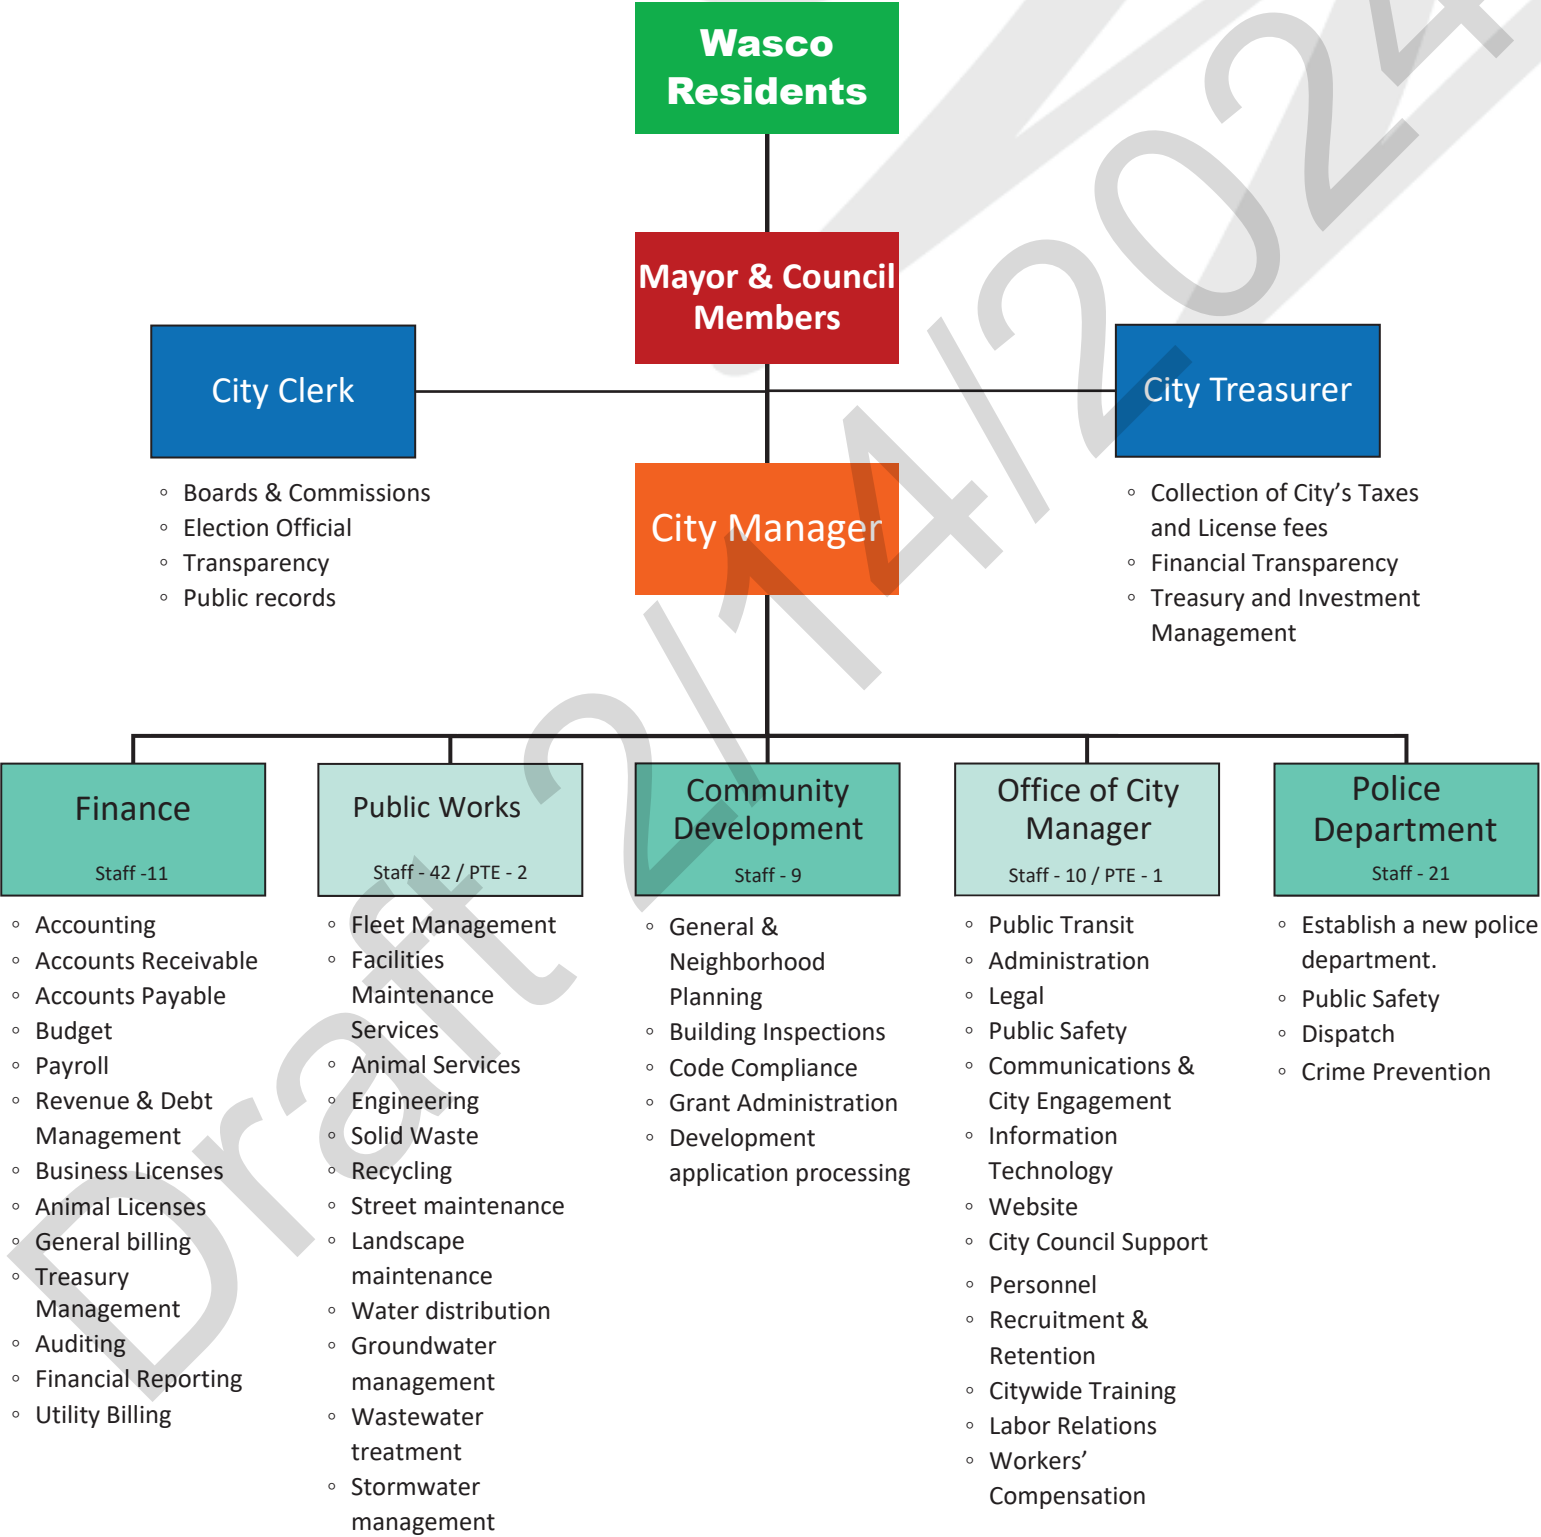 Wasco
Residents
Mayor & Council
Members
City Clerk
◦ Boards & Commissions
◦ Election Official
◦ Transparency
◦ Public records
City Treasurer
◦ Collection of City’s Taxes
and License fees
◦ Financial Transparency
◦ Treasury and Investment
Management
City Manager
Finance
Staff -11
◦ Accounting
◦ Accounts Receivable
◦ Accounts Payable
◦ Budget
◦ Payroll
◦ Revenue & Debt
Management
◦ Business Licenses
◦ Animal Licenses
◦ General billing
◦ Treasury
Management
◦ Auditing
◦ Financial Reporting
◦ Utility Billing
Public Works
Staff - 42 / PTE - 2
◦ Fleet Management
◦ Facilities
Maintenance
Services
◦ Animal Services
◦ Engineering
◦ Solid Waste
◦ Recycling
◦ Street maintenance
◦ Landscape
maintenance
◦ Water distribution
◦ Groundwater
management
◦ Wastewater
treatment
◦ Stormwater
management
Community
Development
Staff - 9
◦ General &
Neighborhood
Planning
◦ Building Inspections
◦ Code Compliance
◦ Grant Administration
◦ Development
application processing
Office of City
Manager
Staff - 10 / PTE - 1
◦ Public Transit
◦ Administration
◦ Legal
◦ Public Safety
◦ Communications &
City Engagement
◦ Information
Technology
◦ Website
◦ City Council Support
◦ Personnel
◦ Recruitment &
Retention
◦ Citywide Training
◦ Labor Relations
◦ Workers’
Compensation
Police
Department
Staff - 21
◦ Establish a new police
department.
◦ Public Safety
◦ Dispatch
◦ Crime Prevention
Draft 2/14/2024